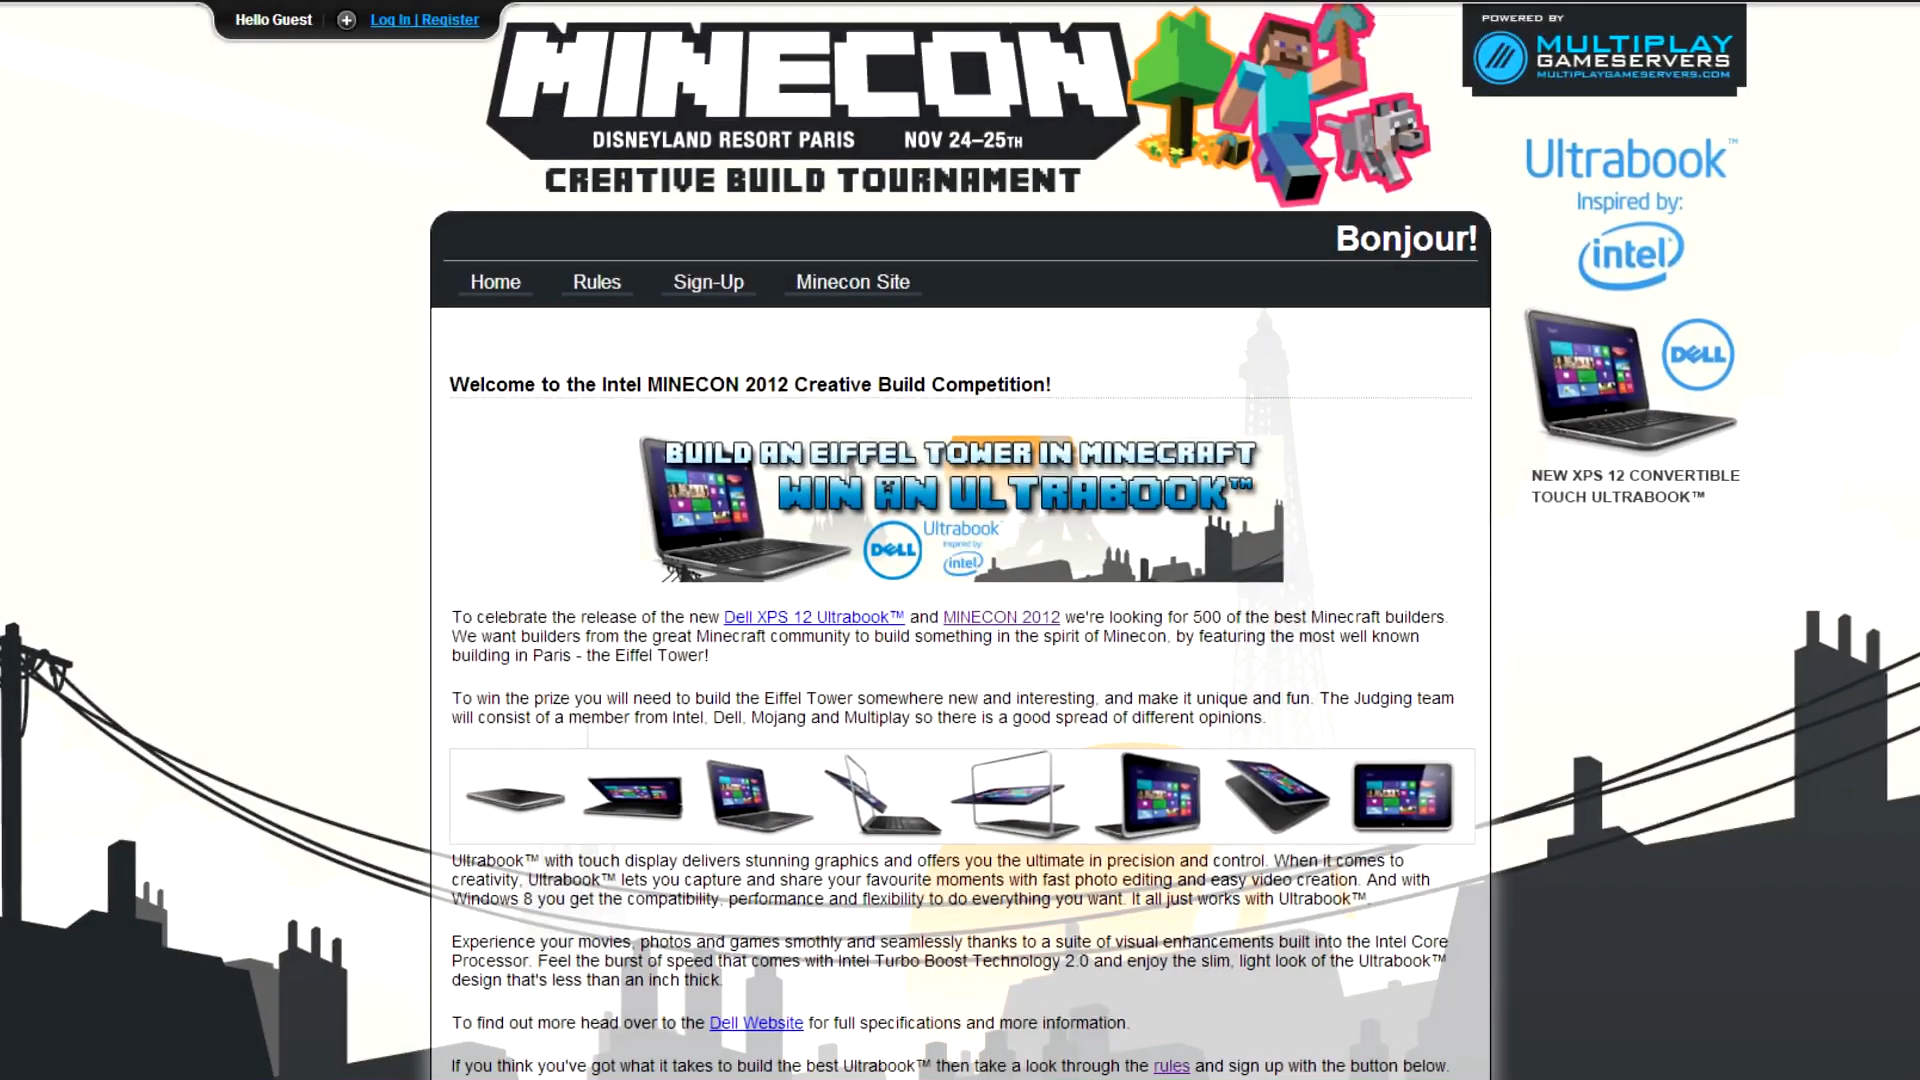 Hello Guest
Log In | Register
MINECON
DISNEYLAND RESORT PARIS NOV 24–25TH
CREATIVE BUILD TOURNAMENT
POWERED BY
MULTIPLAY
GAMESERVERS
MULTIPLAYGAMESERVERS.COM
Ultrabook™
Inspired by:
intel
DELL
NEW XPS 12 CONVERTIBLE
TOUCH ULTRABOOK™
Bonjour!
Home Rules Sign-Up Minecon Site
Welcome to the Intel MINECON 2012 Creative Build Competition!
BUILD AN EIFFEL TOWER IN MINECRAFT
WIN AN ULTRABOOK™
DELL
Ultrabook™
Inspired by:
intel
To celebrate the release of the new Dell XPS 12 Ultrabook™ and MINECON 2012 we're looking for 500 of the best Minecraft builders.
We want builders from the great Minecraft community to build something in the spirit of Minecon, by featuring the most well known
building in Paris - the Eiffel Tower!
To win the prize you will need to build the Eiffel Tower somewhere new and interesting, and make it unique and fun. The Judging team
will consist of a member from Intel, Dell, Mojang and Multiplay so there is a good spread of different opinions.
Ultrabook™ with touch display delivers stunning graphics and offers you the ultimate in precision and control. When it comes to
creativity, Ultrabook™ lets you capture and share your favourite moments with fast photo editing and easy video creation. And with
Windows 8 you get the compatibility, performance and flexibility to do everything you want. It all just works with Ultrabook™.
Experience your movies, photos and games smothly and seamlessly thanks to a suite of visual enhancements built into the Intel Core
Processor. Feel the burst of speed that comes with Intel Turbo Boost Technology 2.0 and enjoy the slim, light look of the Ultrabook™
design that's less than an inch thick.
To find out more head over to the Dell Website for full specifications and more information.
If you think you've got what it takes to build the best Ultrabook™ then take a look through the rules and sign up with the button below.